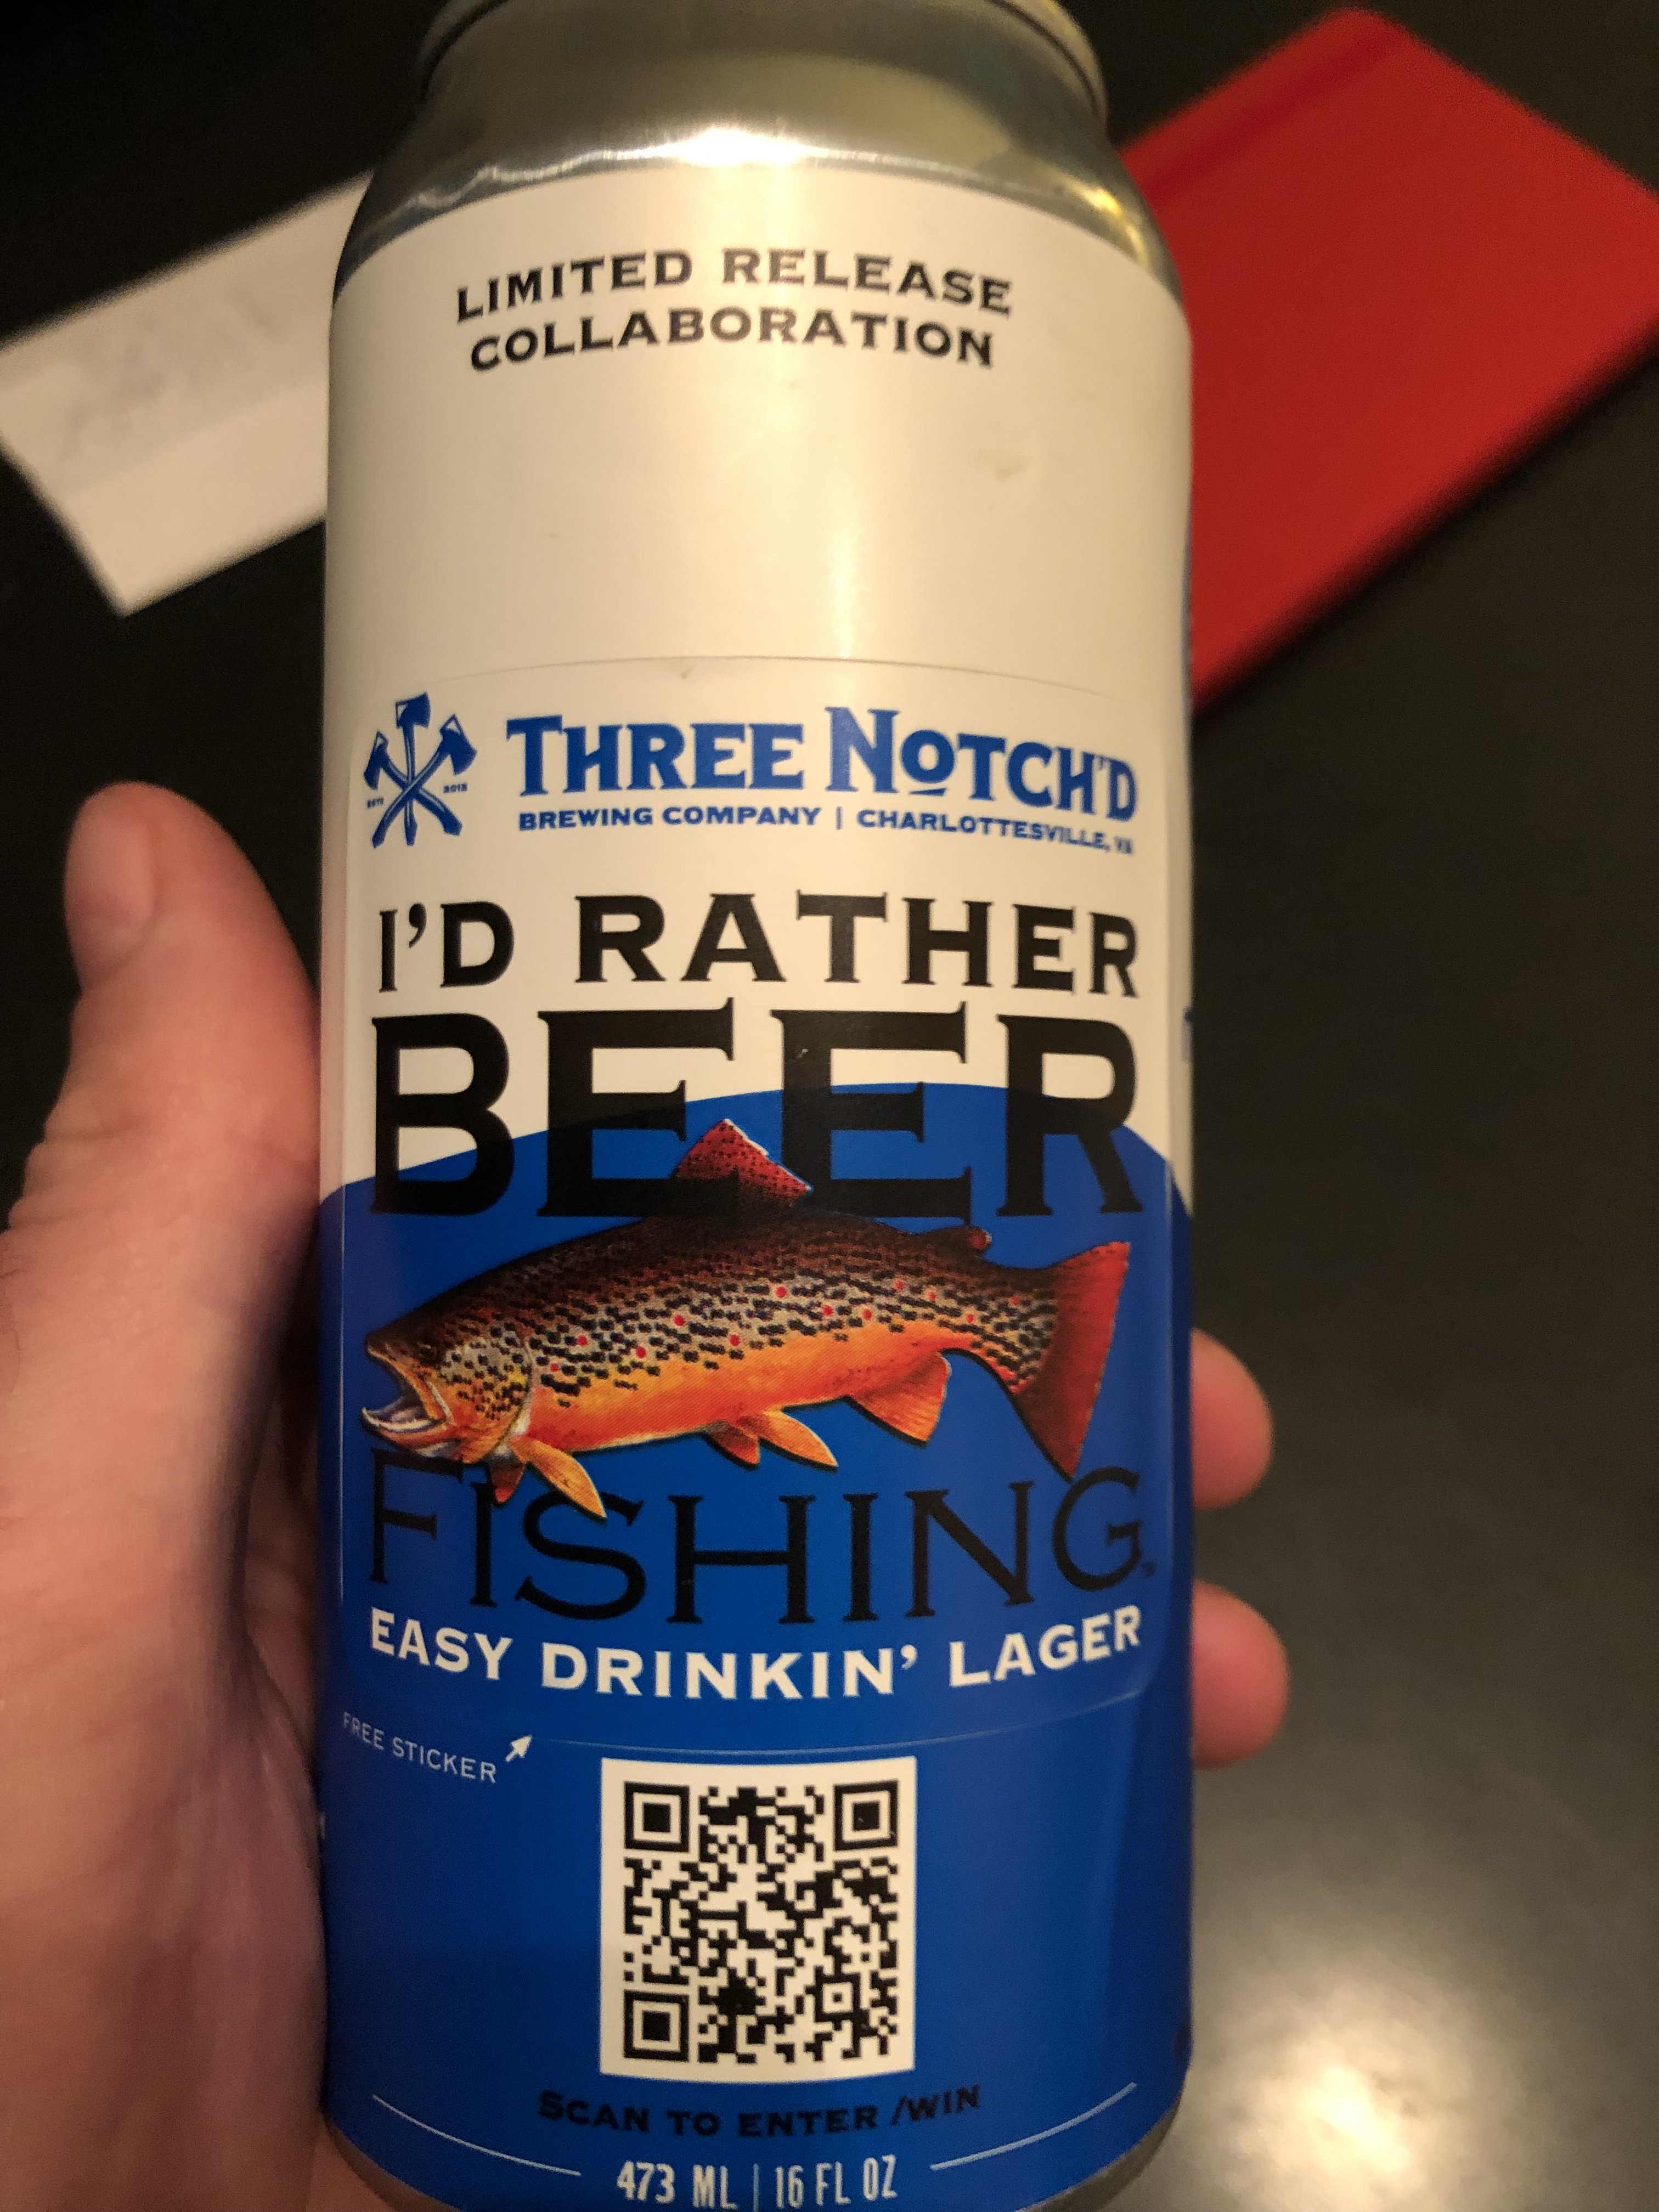 LIMITED RELEASE
COLLABORATION
THREE NOTCH'D
BREWING COMPANY | CHARLOTTESVILLE, VA
I'D RATHER
BEER
FISHING
EASY DRINKIN' LAGER
FREE STICKER
SCAN TO ENTER /WIN
473 ML | 16 FL OZ